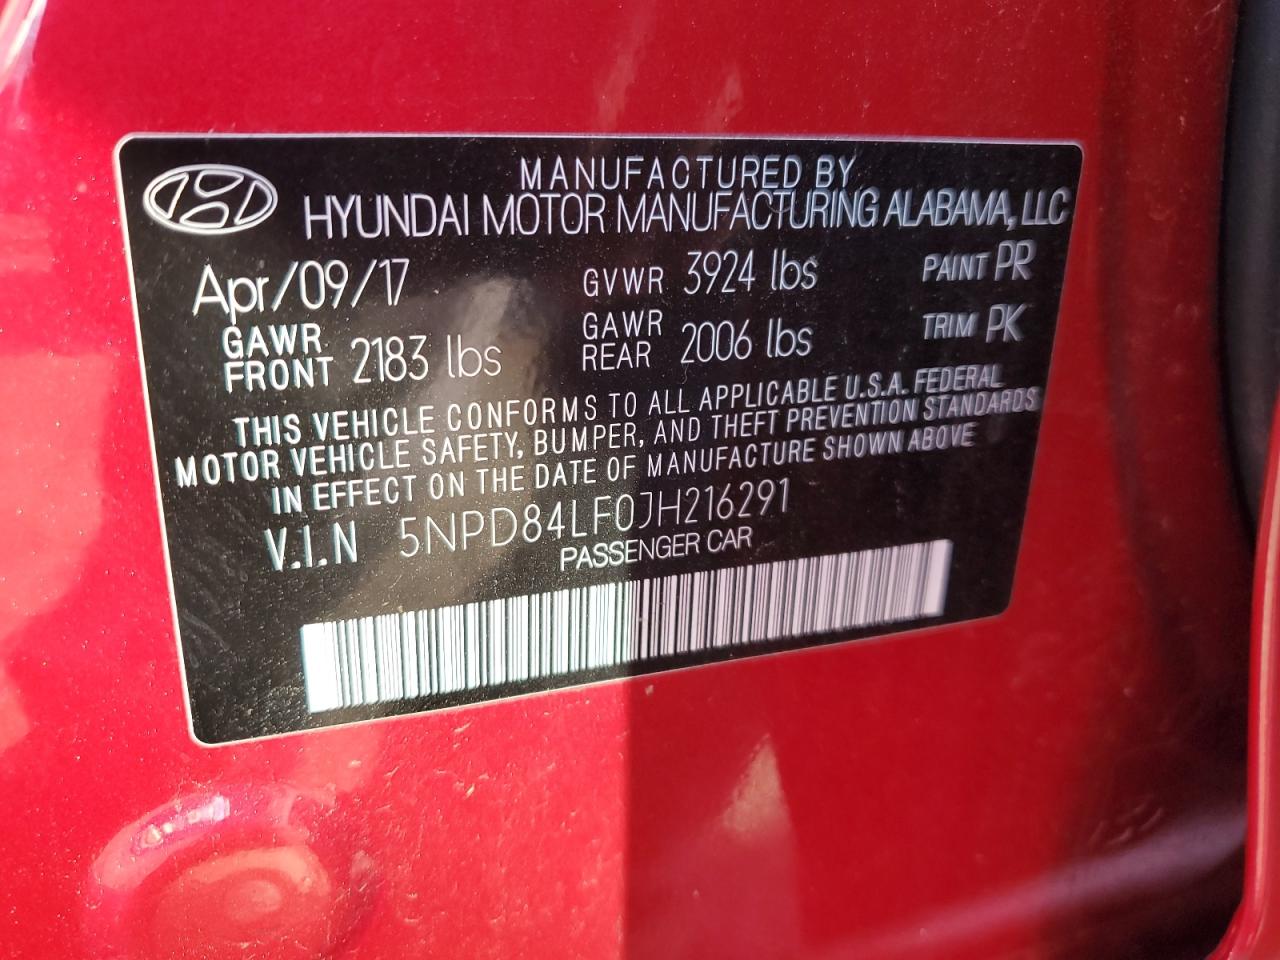 MANUFACTURED BY
HYUNDAI MOTOR MANUFACTURING ALABAMA, LLC
Apr/09/17 GVWR 3924 lbs PAINT PR
GAWR FRONT 2183 lbs GAWR REAR 2006 lbs TRIM PK
THIS VEHICLE CONFORMS TO ALL APPLICABLE U.S.A. FEDERAL
MOTOR VEHICLE SAFETY, BUMPER, AND THEFT PREVENTION STANDARDS
IN EFFECT ON THE DATE OF MANUFACTURE SHOWN ABOVE
V.I.N 5NPD84LF0JH216291
PASSENGER CAR